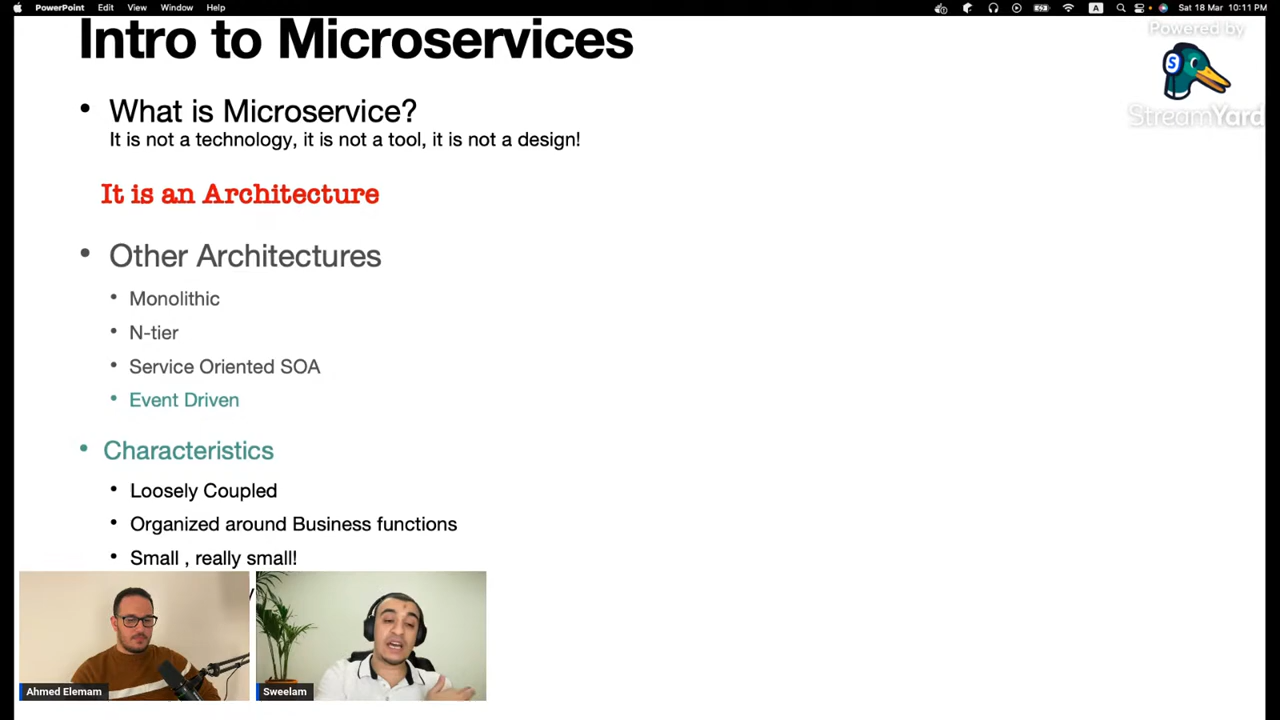 PowerPoint Edit View Window Help A Sat 18 Mar 10:11 PM
Intro to Microservices
Powered by
S
StreamYard
• What is Microservice?
It is not a technology, it is not a tool, it is not a design!
It is an Architecture
• Other Architectures
• Monolithic
• N-tier
• Service Oriented SOA
• Event Driven
• Characteristics
• Loosely Coupled
• Organized around Business functions
• Small , really small!
Ahmed Elemam
Sweelam